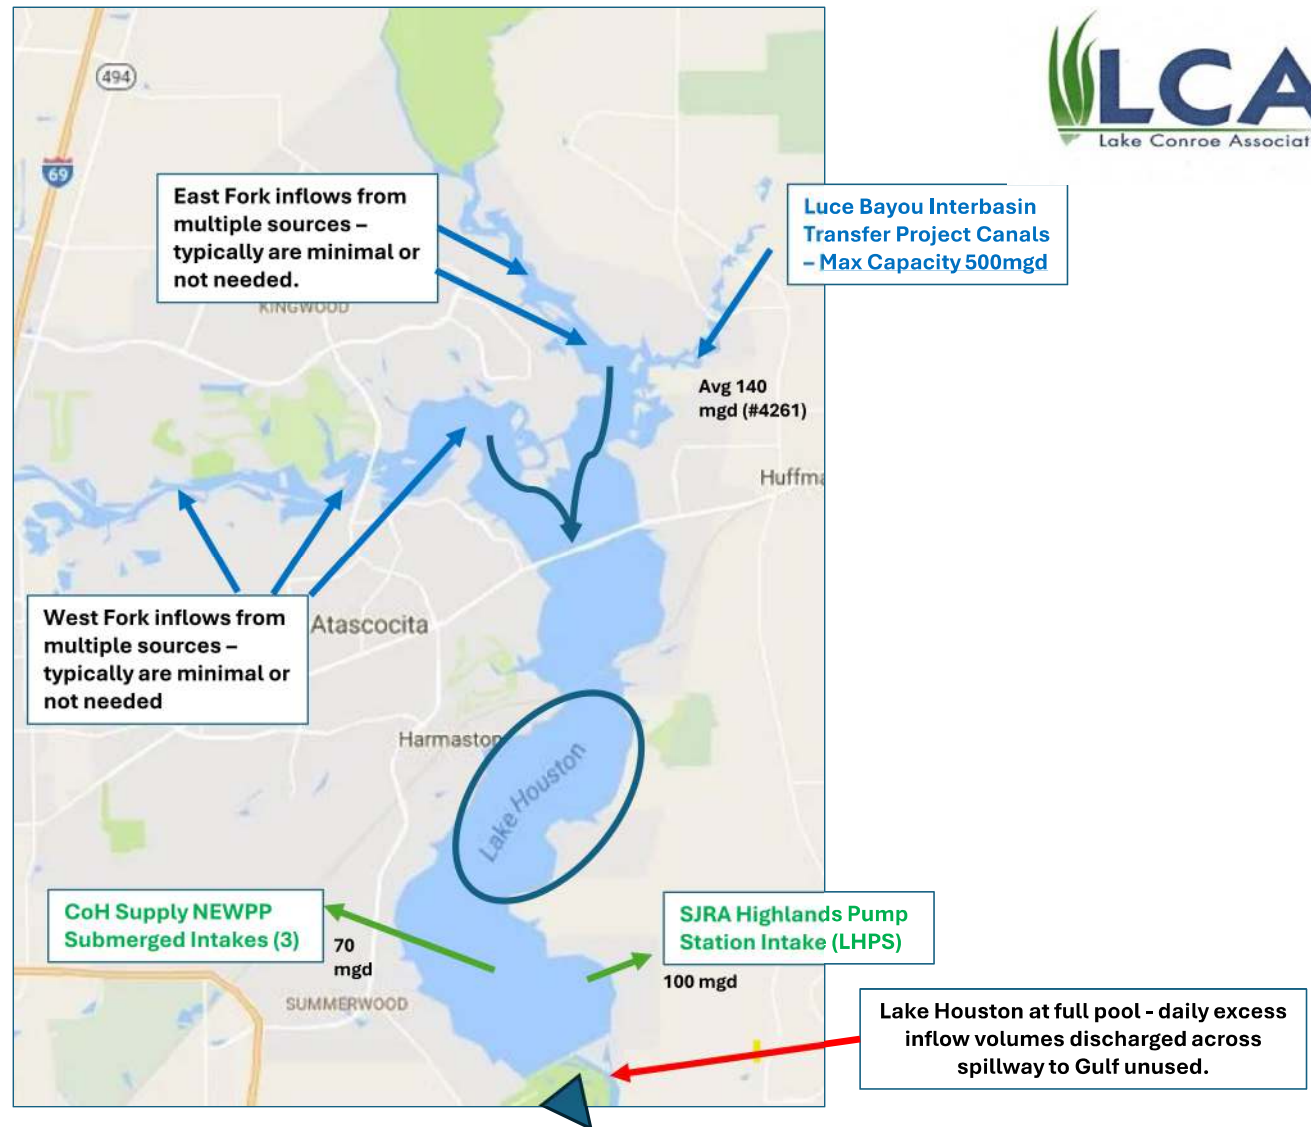 494
69
LCA
Lake Conroe Associat
East Fork inflows from
multiple sources –
typically are minimal or
not needed.
KINGWOOD
Luce Bayou Interbasin
Transfer Project Canals
– Max Capacity 500mgd
Avg 140
mgd (#4261)
Huffma
West Fork inflows from
multiple sources –
typically are minimal or
not needed
Atascocita
Harmaston
Lake Houston
CoH Supply NEWPP
Submerged Intakes (3)
70
mgd
SJRA Highlands Pump
Station Intake (LHPS)
100 mgd
SUMMERWOOD
Lake Houston at full pool - daily excess
inflow volumes discharged across
spillway to Gulf unused.